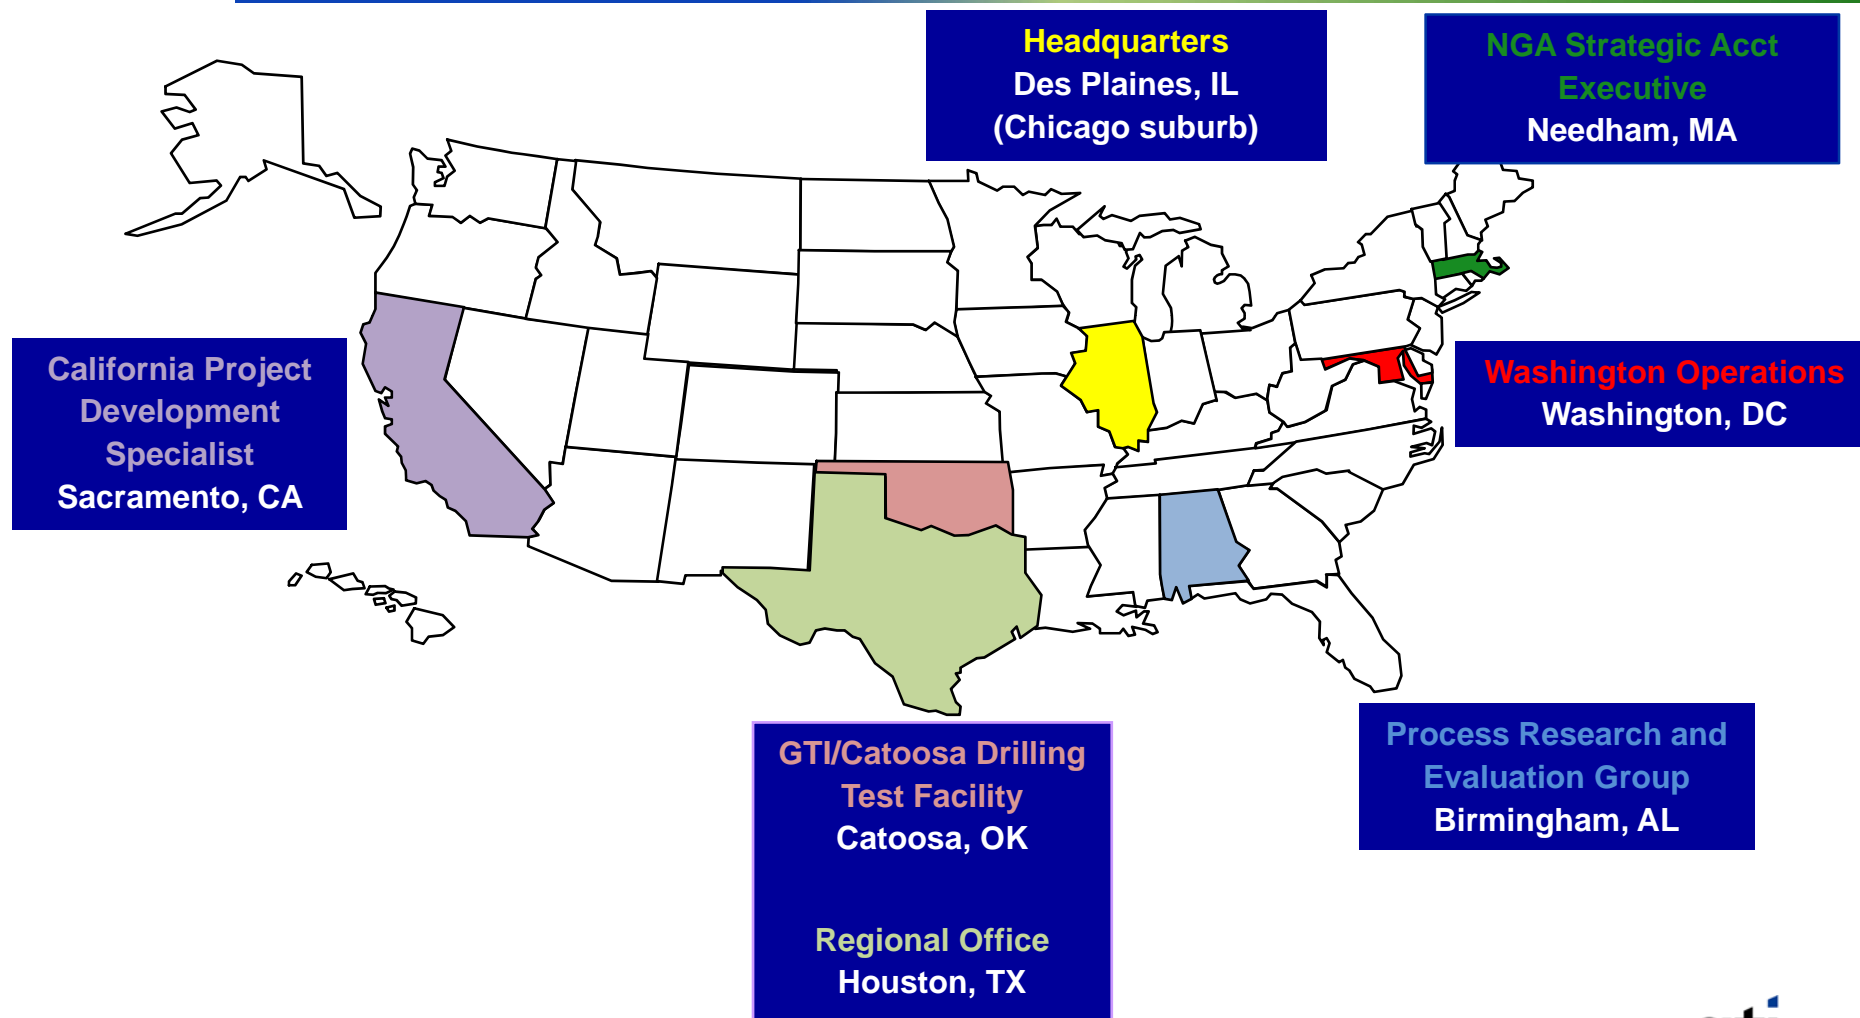 Headquarters
Des Plaines, IL
(Chicago suburb)
NGA Strategic Acct
Executive
Needham, MA
California Project
Development
Specialist
Sacramento, CA
Washington Operations
Washington, DC
GTI/Catoosa Drilling
Test Facility
Catoosa, OK
Regional Office
Houston, TX
Process Research and
Evaluation Group
Birmingham, AL